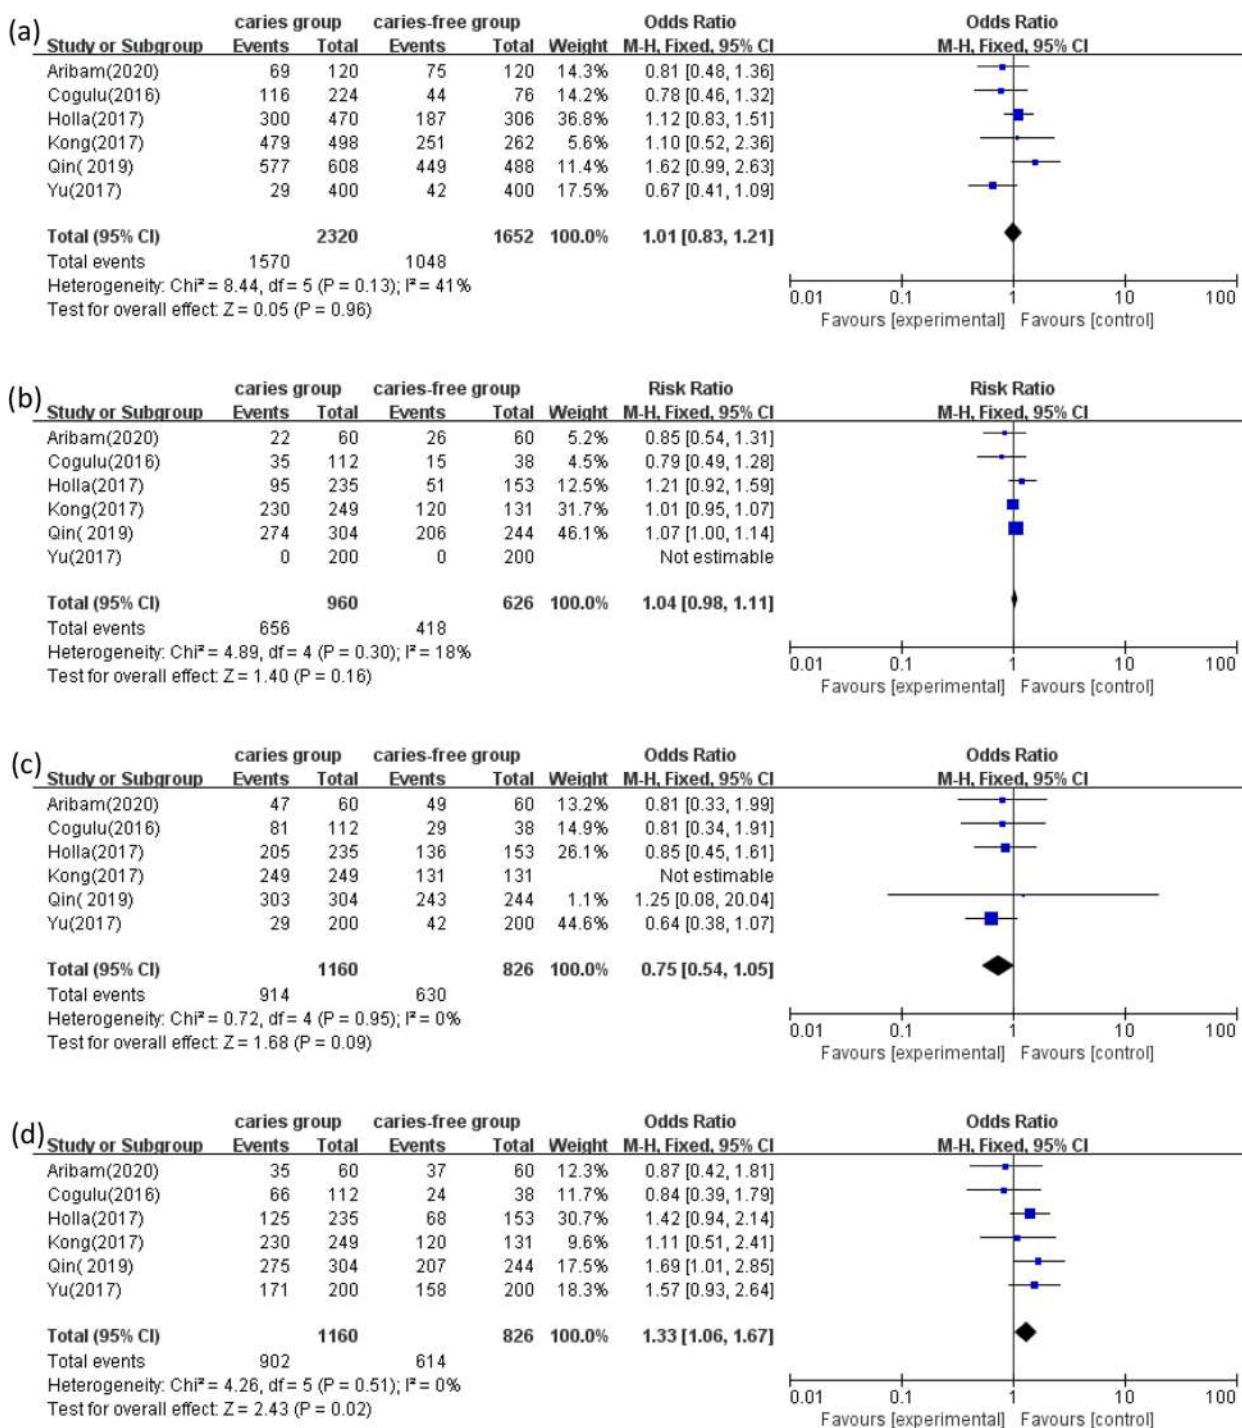 (a)
caries group caries-free group Odds Ratio Odds Ratio
Study or Subgroup Events Total Events Total Weight M-H, Fixed, 95% CI M-H, Fixed, 95% CI
Aribam(2020) 69 120 75 120 14.3% 0.81 [0.48, 1.36]
Cogulu(2016) 116 224 44 76 14.2% 0.78 [0.46, 1.32]
Holla(2017) 300 470 187 306 36.8% 1.12 [0.83, 1.51]
Kong(2017) 479 498 251 262 5.6% 1.10 [0.52, 2.36]
Qin( 2019) 577 608 449 488 11.4% 1.62 [0.99, 2.63]
Yu(2017) 29 400 42 400 17.5% 0.67 [0.41, 1.09]
Total (95% CI) 2320 1652 100.0% 1.01 [0.83, 1.21]
Total events 1570 1048
Heterogeneity: Chi² = 8.44, df = 5 (P = 0.13); I² = 41%
Test for overall effect: Z = 0.05 (P = 0.96)
0.01 0.1 1 10 100
Favours [experimental] Favours [control]
(b)
caries group caries-free group Risk Ratio Risk Ratio
Study or Subgroup Events Total Events Total Weight M-H, Fixed, 95% CI M-H, Fixed, 95% CI
Aribam(2020) 22 60 26 60 5.2% 0.85 [0.54, 1.31]
Cogulu(2016) 35 112 15 38 4.5% 0.79 [0.49, 1.28]
Holla(2017) 95 235 51 153 12.5% 1.21 [0.92, 1.59]
Kong(2017) 230 249 120 131 31.7% 1.01 [0.95, 1.07]
Qin( 2019) 274 304 206 244 46.1% 1.07 [1.00, 1.14]
Yu(2017) 0 200 0 200 Not estimable
Total (95% CI) 960 626 100.0% 1.04 [0.98, 1.11]
Total events 656 418
Heterogeneity: Chi² = 4.89, df = 4 (P = 0.30); I² = 18%
Test for overall effect: Z = 1.40 (P = 0.16)
0.01 0.1 1 10 100
Favours [experimental] Favours [control]
(c)
caries group caries-free group Odds Ratio Odds Ratio
Study or Subgroup Events Total Events Total Weight M-H, Fixed, 95% CI M-H, Fixed, 95% CI
Aribam(2020) 47 60 49 60 13.2% 0.81 [0.33, 1.99]
Cogulu(2016) 81 112 29 38 14.9% 0.81 [0.34, 1.91]
Holla(2017) 205 235 136 153 26.1% 0.85 [0.45, 1.61]
Kong(2017) 249 249 131 131 Not estimable
Qin( 2019) 303 304 243 244 1.1% 1.25 [0.08, 20.04]
Yu(2017) 29 200 42 200 44.6% 0.64 [0.38, 1.07]
Total (95% CI) 1160 826 100.0% 0.75 [0.54, 1.05]
Total events 914 630
Heterogeneity: Chi² = 0.72, df = 4 (P = 0.95); I² = 0%
Test for overall effect: Z = 1.68 (P = 0.09)
0.01 0.1 1 10 100
Favours [experimental] Favours [control]
(d)
caries group caries-free group Odds Ratio Odds Ratio
Study or Subgroup Events Total Events Total Weight M-H, Fixed, 95% CI M-H, Fixed, 95% CI
Aribam(2020) 35 60 37 60 12.3% 0.87 [0.42, 1.81]
Cogulu(2016) 66 112 24 38 11.7% 0.84 [0.39, 1.79]
Holla(2017) 125 235 68 153 30.7% 1.42 [0.94, 2.14]
Kong(2017) 230 249 120 131 9.6% 1.11 [0.51, 2.41]
Qin( 2019) 275 304 207 244 17.5% 1.69 [1.01, 2.85]
Yu(2017) 171 200 158 200 18.3% 1.57 [0.93, 2.64]
Total (95% CI) 1160 826 100.0% 1.33 [1.06, 1.67]
Total events 902 614
Heterogeneity: Chi² = 4.26, df = 5 (P = 0.51); I² = 0%
Test for overall effect: Z = 2.43 (P = 0.02)
0.01 0.1 1 10 100
Favours [experimental] Favours [control]